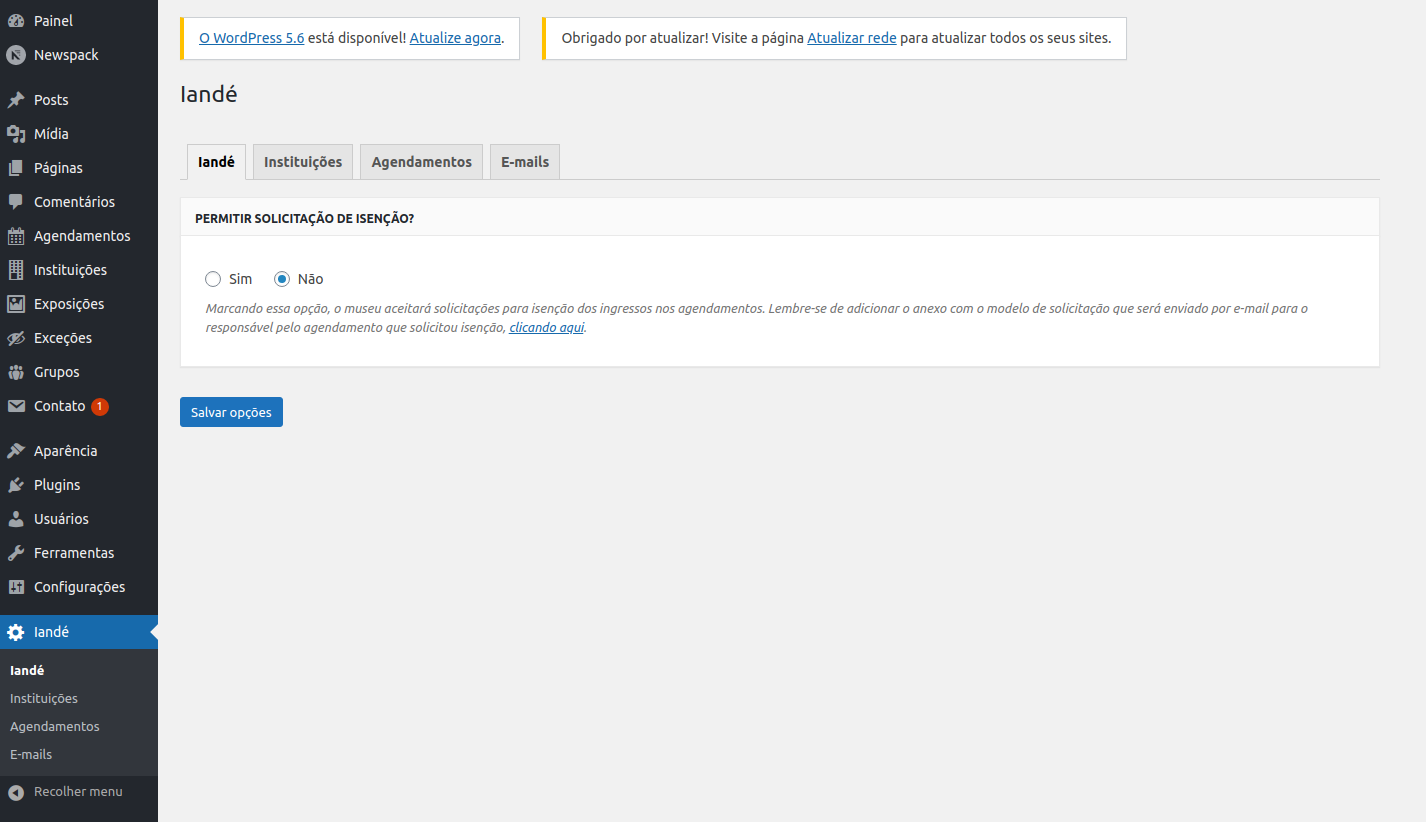 Painel
Newspack
Posts
Mídia
Páginas
Comentários
Agendamentos
Instituições
Exposições
Exceções
Grupos
Contato 1
Aparência
Plugins
Usuários
Ferramentas
Configurações
Iandé
Iandé
Instituições
Agendamentos
E-mails
Recolher menu
O WordPress 5.6 está disponível! Atualize agora.
Obrigado por atualizar! Visite a página Atualizar rede para atualizar todos os seus sites.
Iandé
Iandé Instituições Agendamentos E-mails
PERMITIR SOLICITAÇÃO DE ISENÇÃO?
Sim Não
Marcando essa opção, o museu aceitará solicitações para isenção dos ingressos nos agendamentos. Lembre-se de adicionar o anexo com o modelo de solicitação que será enviado por e-mail para o
responsável pelo agendamento que solicitou isenção, clicando aqui.
Salvar opções